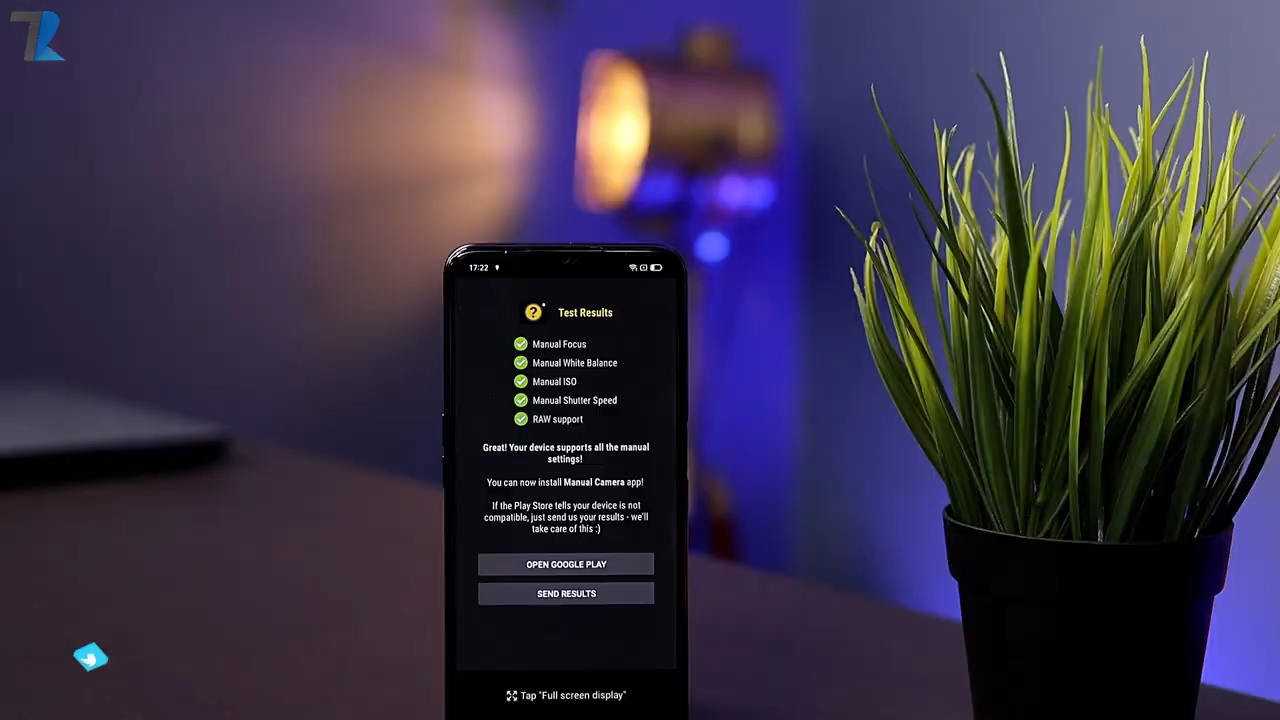 TR
17:22
Test Results
Manual Focus
Manual White Balance
Manual ISO
Manual Shutter Speed
RAW support
Great! Your device supports all the manual
settings!
You can now install Manual Camera app!
If the Play Store tells your device is not
compatible, just send us your results - we'll
take care of this :)
OPEN GOOGLE PLAY
SEND RESULTS
Tap "Full screen display"